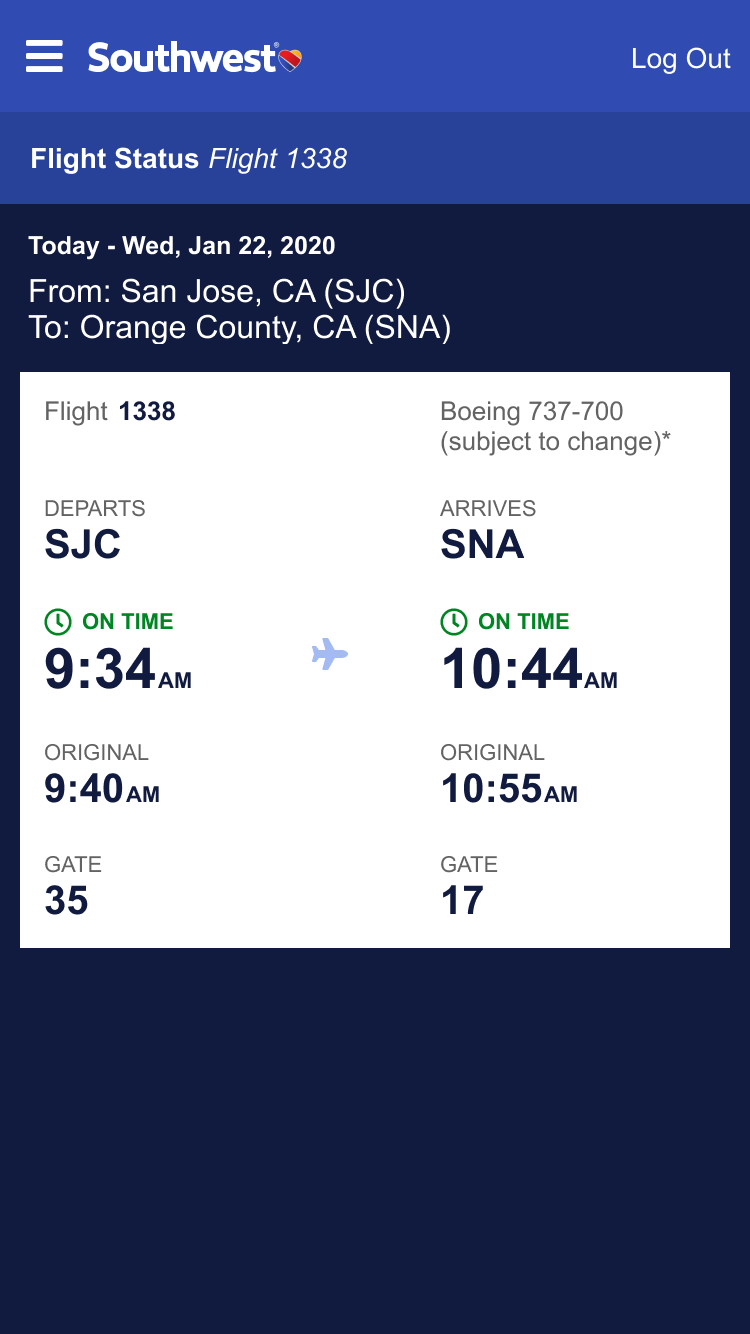 Southwest®
Log Out
Flight Status Flight 1338
Today - Wed, Jan 22, 2020
From: San Jose, CA (SJC)
To: Orange County, CA (SNA)
Flight 1338
Boeing 737-700
(subject to change)*
DEPARTS
SJC
ARRIVES
SNA
ON TIME
9:34AM
ON TIME
10:44AM
ORIGINAL
9:40AM
ORIGINAL
10:55AM
GATE
35
GATE
17